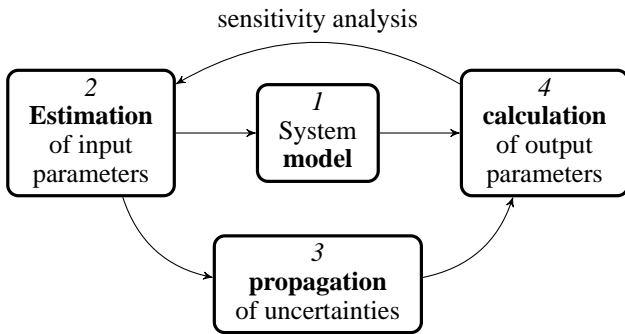 sensitivity analysis
2
Estimation
of input
parameters
1
System
model
4
calculation
of output
parameters
3
propagation
of uncertainties